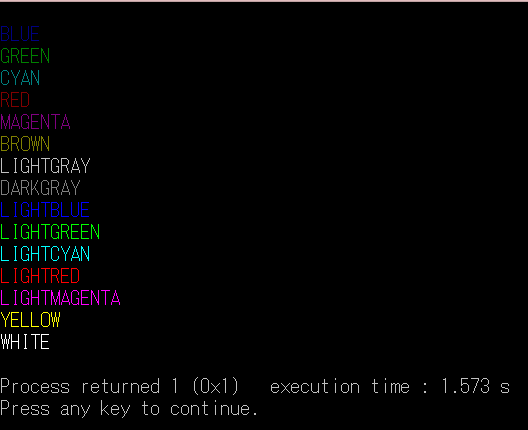 BLUE
GREEN
CYAN
RED
MAGENTA
BROWN
LIGHTGRAY
DARKGRAY
LIGHTBLUE
LIGHTGREEN
LIGHTCYAN
LIGHTRED
LIGHTMAGENTA
YELLOW
WHITE
Process returned 1 (0x1)   execution time : 1.573 s
Press any key to continue.